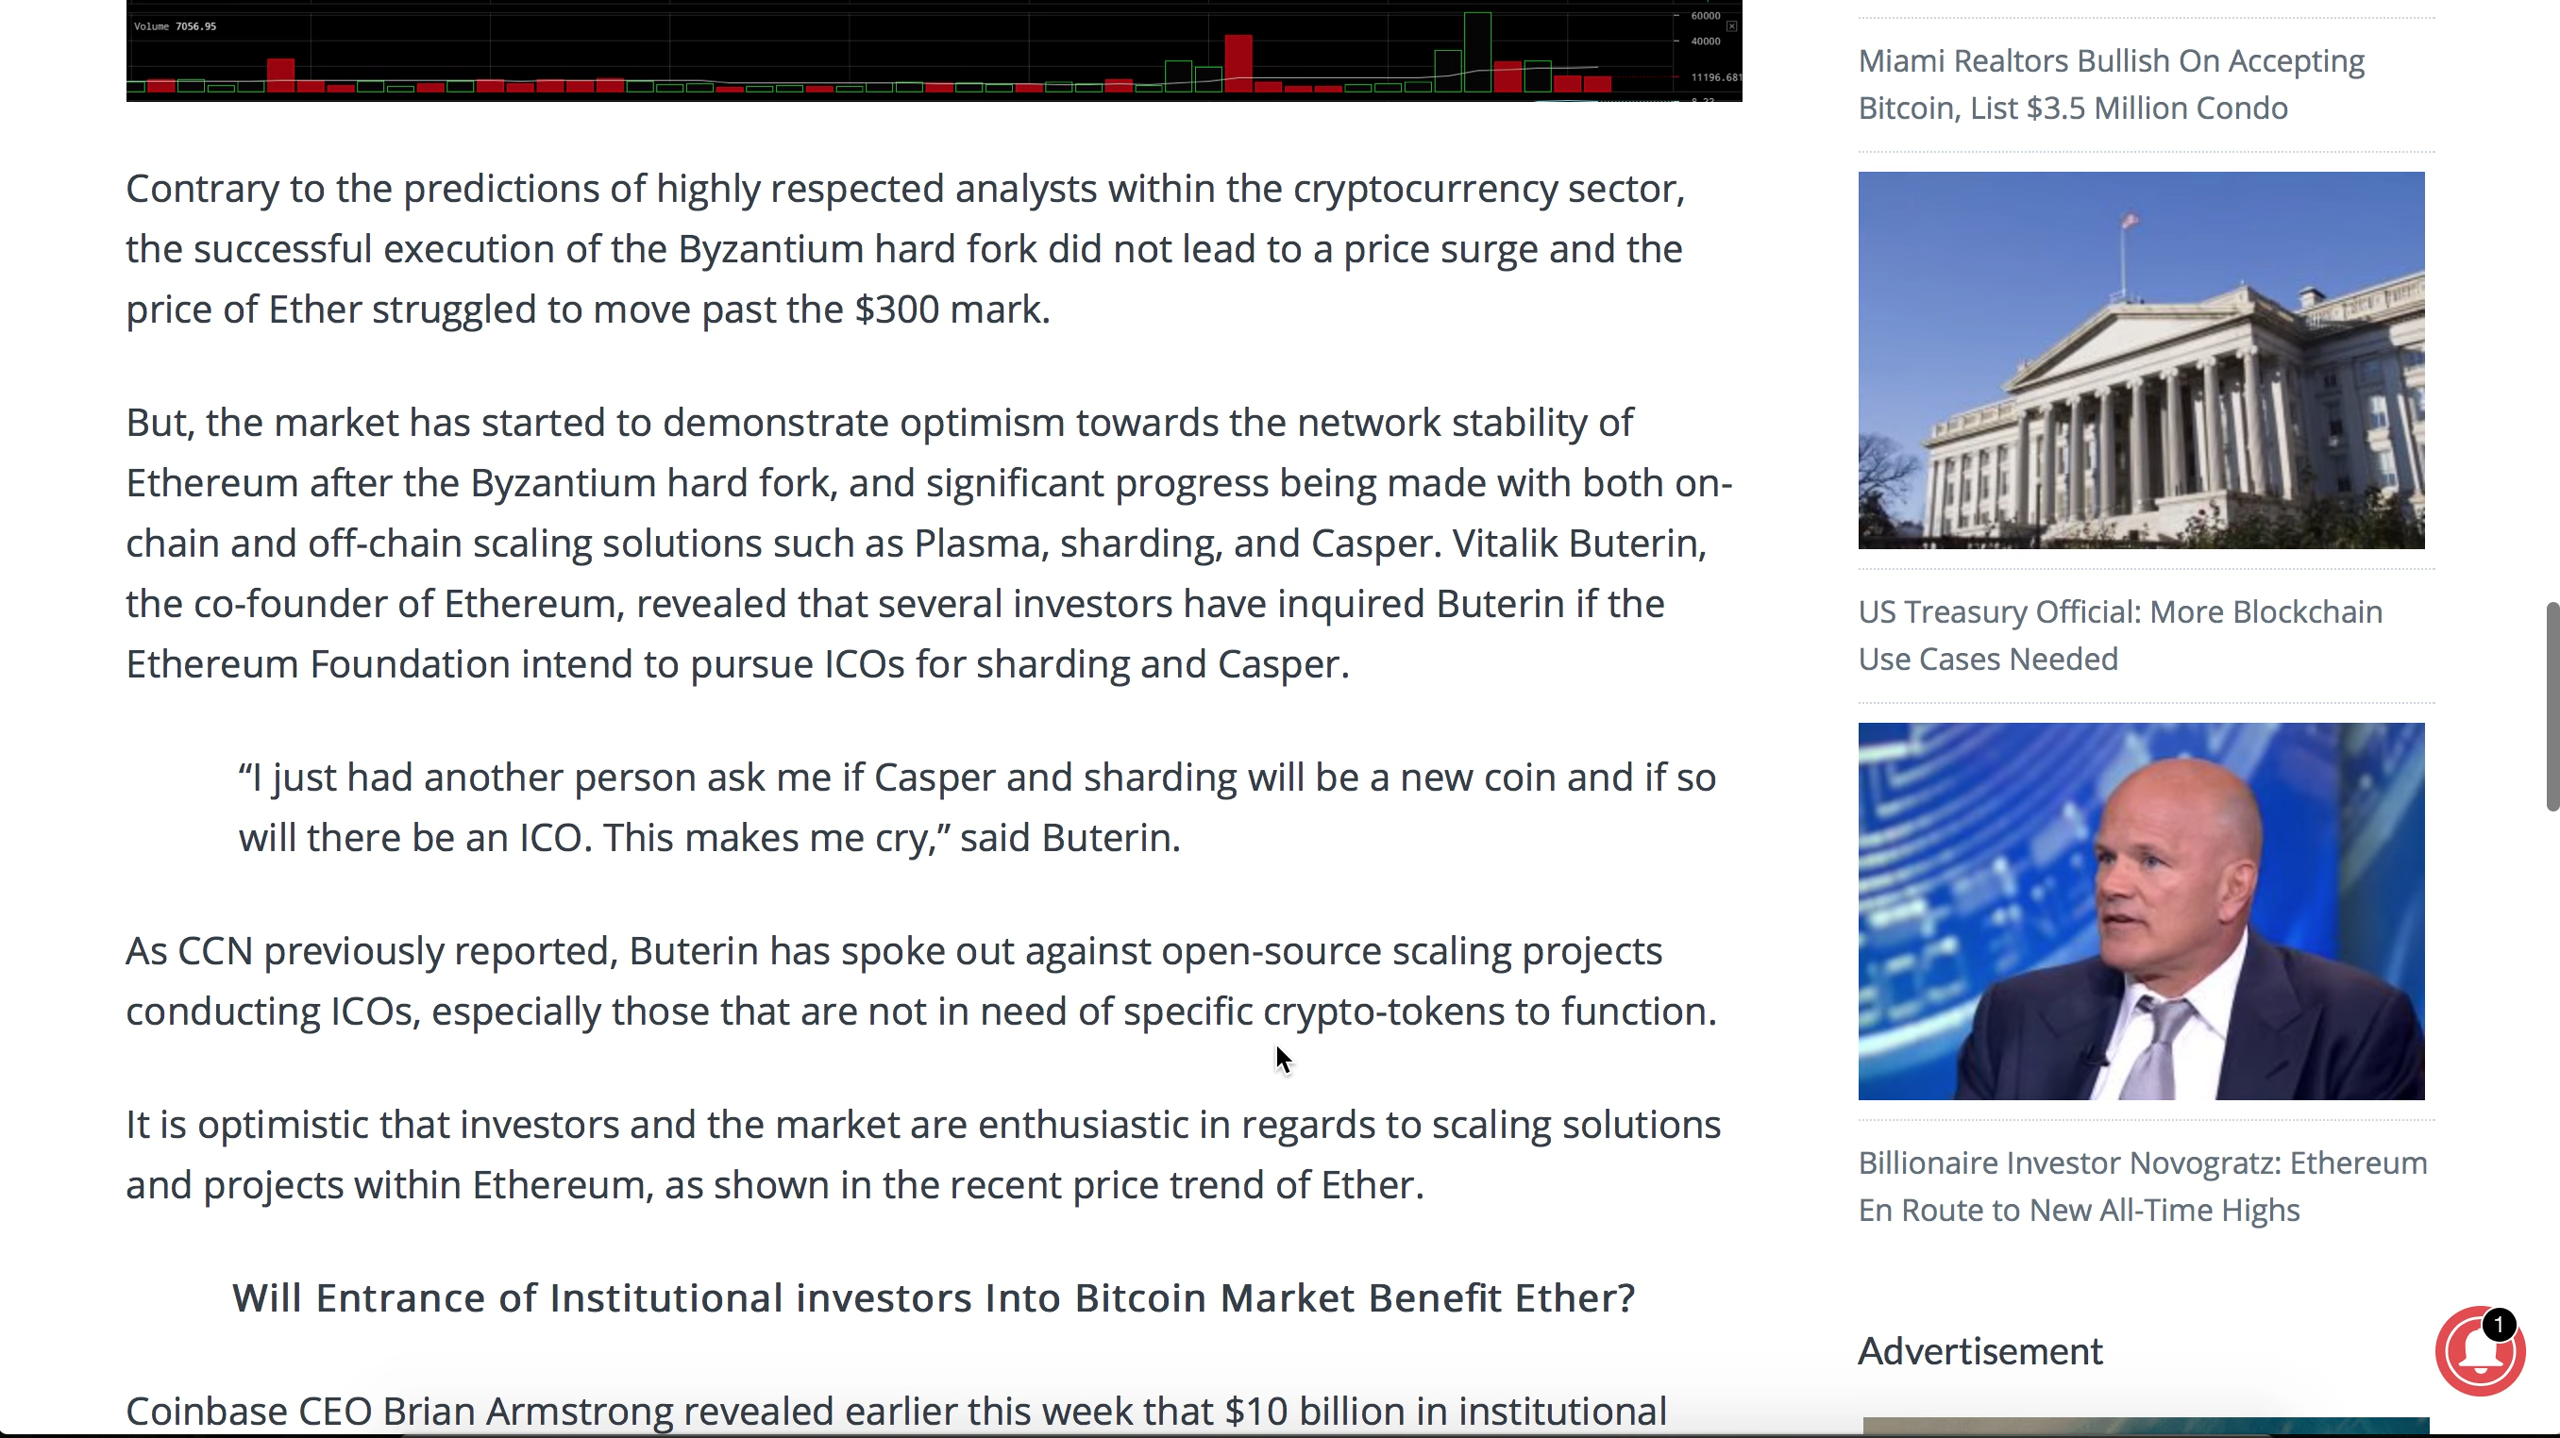 Volume 7056.95
60000
40000
11196.681
Contrary to the predictions of highly respected analysts within the cryptocurrency sector,
the successful execution of the Byzantium hard fork did not lead to a price surge and the
price of Ether struggled to move past the $300 mark.
But, the market has started to demonstrate optimism towards the network stability of
Ethereum after the Byzantium hard fork, and significant progress being made with both on-
chain and off-chain scaling solutions such as Plasma, sharding, and Casper. Vitalik Buterin,
the co-founder of Ethereum, revealed that several investors have inquired Buterin if the
Ethereum Foundation intend to pursue ICOs for sharding and Casper.
“I just had another person ask me if Casper and sharding will be a new coin and if so
will there be an ICO. This makes me cry,” said Buterin.
As CCN previously reported, Buterin has spoke out against open-source scaling projects
conducting ICOs, especially those that are not in need of specific crypto-tokens to function.
It is optimistic that investors and the market are enthusiastic in regards to scaling solutions
and projects within Ethereum, as shown in the recent price trend of Ether.
Will Entrance of Institutional investors Into Bitcoin Market Benefit Ether?
Coinbase CEO Brian Armstrong revealed earlier this week that $10 billion in institutional
Miami Realtors Bullish On Accepting
Bitcoin, List $3.5 Million Condo
US Treasury Official: More Blockchain
Use Cases Needed
Billionaire Investor Novogratz: Ethereum
En Route to New All-Time Highs
Advertisement
1